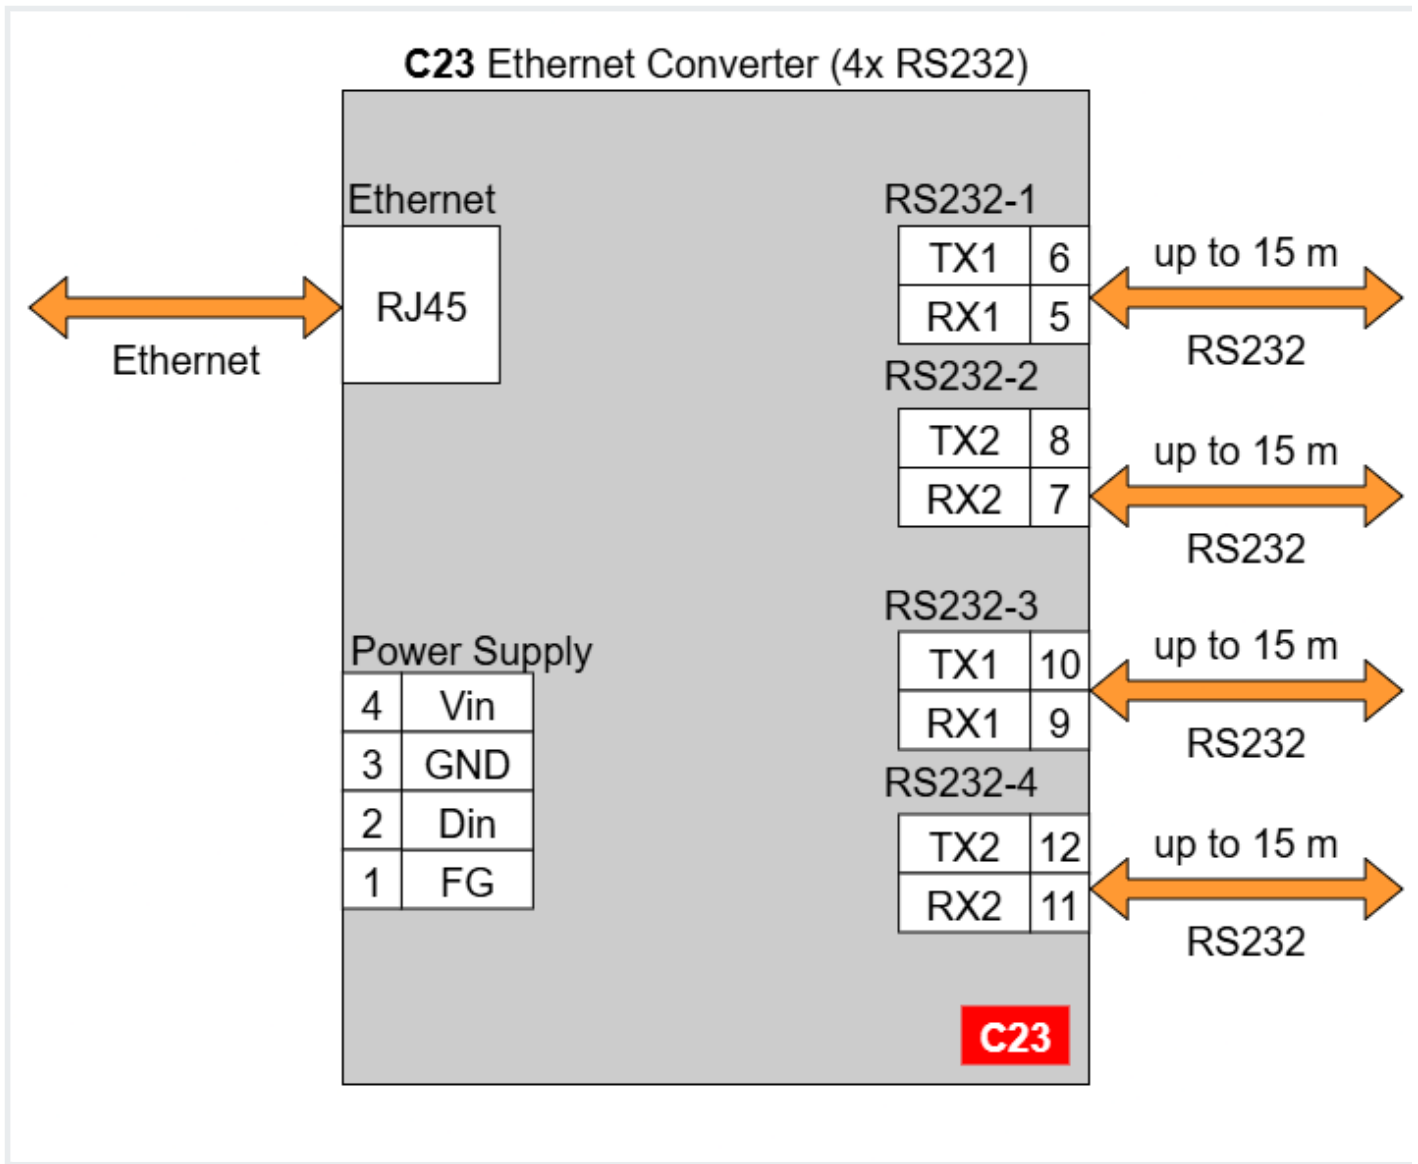 C23 Ethernet Converter (4x RS232)
Ethernet
RJ45
Ethernet
Power Supply
4 Vin
3 GND
2 Din
1 FG
RS232-1
TX1 6
RX1 5
up to 15 m
RS232
RS232-2
TX2 8
RX2 7
up to 15 m
RS232
RS232-3
TX1 10
RX1 9
up to 15 m
RS232
RS232-4
TX2 12
RX2 11
up to 15 m
RS232
C23